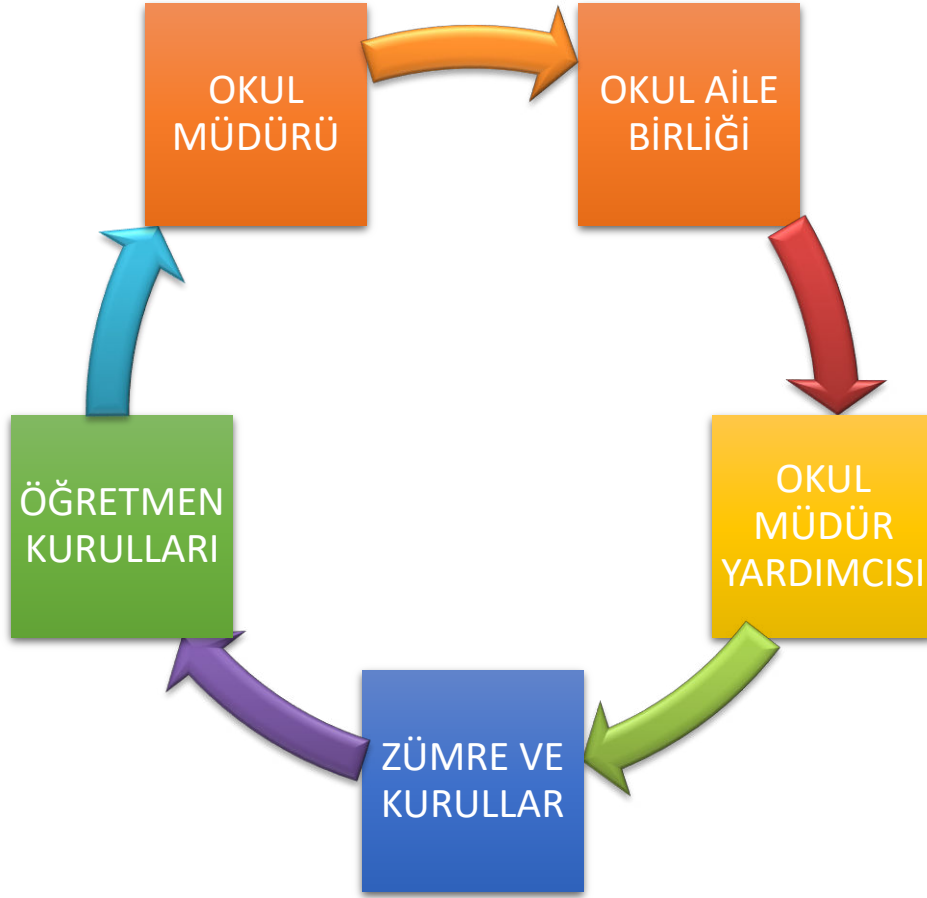 OKUL
MÜDÜRÜ
OKUL AİLE
BİRLİĞİ
OKUL
MÜDÜR
YARDIMCISI
ZÜMRE VE
KURULLAR
ÖĞRETMEN
KURULLARI